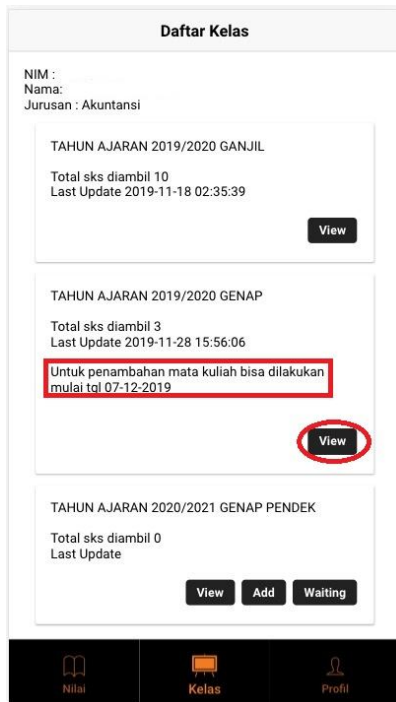 Daftar Kelas
NIM :
Nama:
Jurusan : Akuntansi
TAHUN AJARAN 2019/2020 GANJIL
Total sks diambil 10
Last Update 2019-11-18 02:35:39
View
TAHUN AJARAN 2019/2020 GENAP
Total sks diambil 3
Last Update 2019-11-28 15:56:06
Untuk penambahan mata kuliah bisa dilakukan
mulai tgl 07-12-2019
View
TAHUN AJARAN 2020/2021 GENAP PENDEK
Total sks diambil 0
Last Update
View Add Waiting
Nilai Kelas Profil